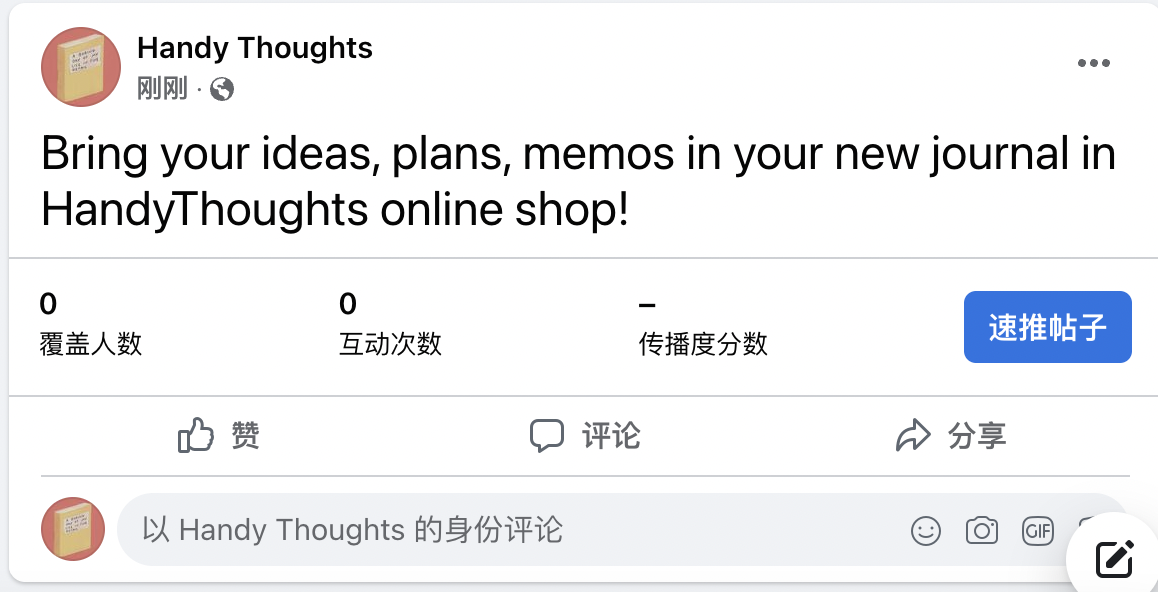 Handy Thoughts
刚刚 ·
Bring your ideas, plans, memos in your new journal in
HandyThoughts online shop!
0
覆盖人数
0
互动次数
–
传播度分数
速推帖子
赞
评论
分享
以 Handy Thoughts 的身份评论
GIF